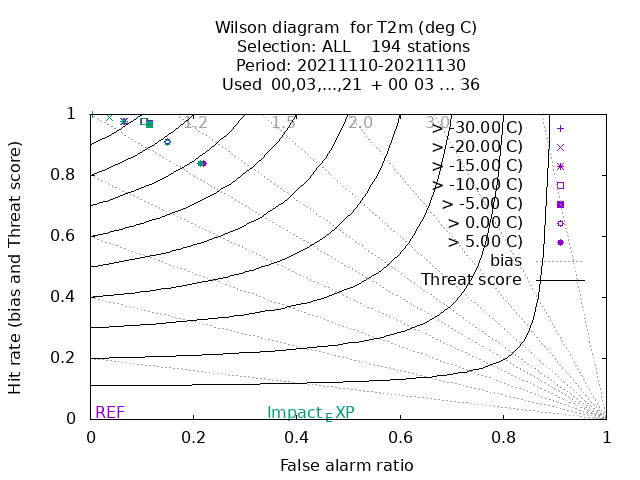 Wilson diagram for T2m (deg C)
Selection: ALL 194 stations
Period: 20211110-20211130
Used 00,03,...,21 + 00 03 ... 36
Hit rate (bias and Threat score)
1
0.8
0.6
0.4
0.2
0
1.2 1.5 2.0 3.0
> -30.00 C)
> -20.00 C)
> -15.00 C)
> -10.00 C)
> -5.00 C)
> 0.00 C)
> 5.00 C)
bias
Threat score
REF Impact EXP
0 0.2 0.4 0.6 0.8 1
False alarm ratio